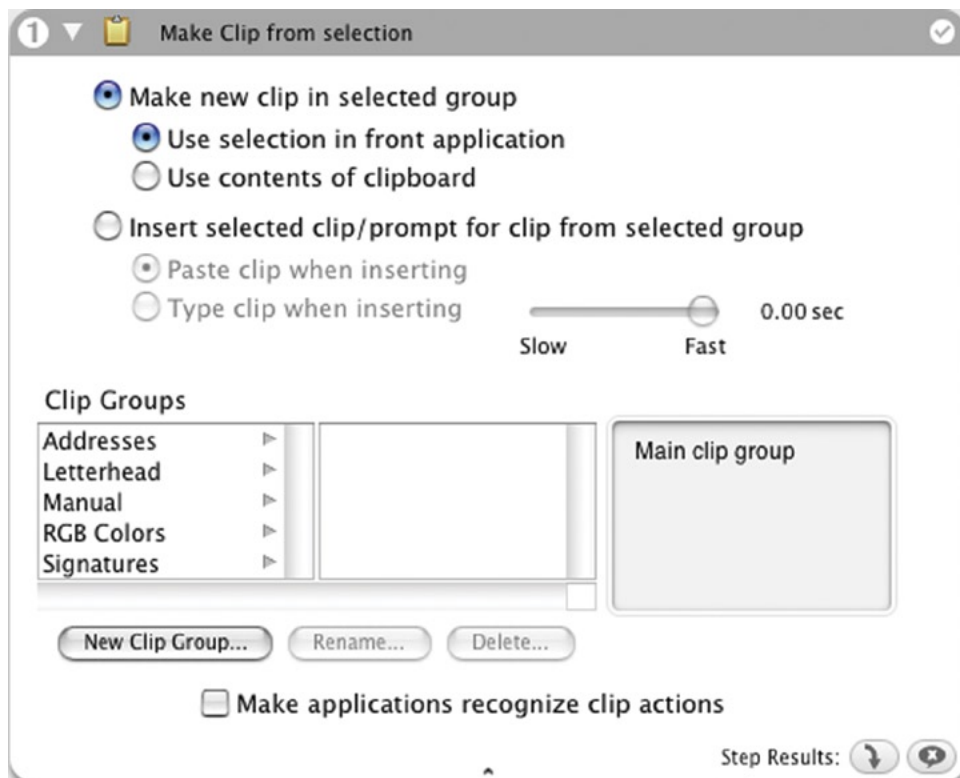 1 Make Clip from selection
Make new clip in selected group
Use selection in front application
Use contents of clipboard
Insert selected clip/prompt for clip from selected group
Paste clip when inserting
Type clip when inserting
0.00 sec
Slow Fast
Clip Groups
Addresses
Letterhead
Manual
RGB Colors
Signatures
Main clip group
New Clip Group... Rename... Delete...
Make applications recognize clip actions
Step Results: